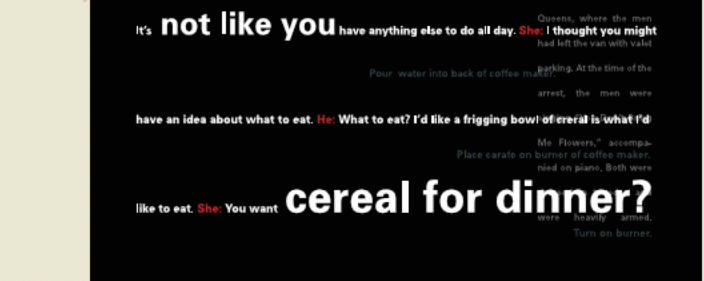 Queens, where the men
It's not like you have anything else to do all day. She: I thought you might
had left the van with valet
Pour water into back of coffee maker.
parking. At the time of the
arrest, the men were
have an idea about what to eat. He: What to eat? I'd like a frigging bowl of cereal is what I'd
Me Flowers," accompa-
Place carafe on burner of coffee maker.
nied on piano. Both were
like to eat. She: You want cereal for dinner?
were heavily armed.
Turn on burner.